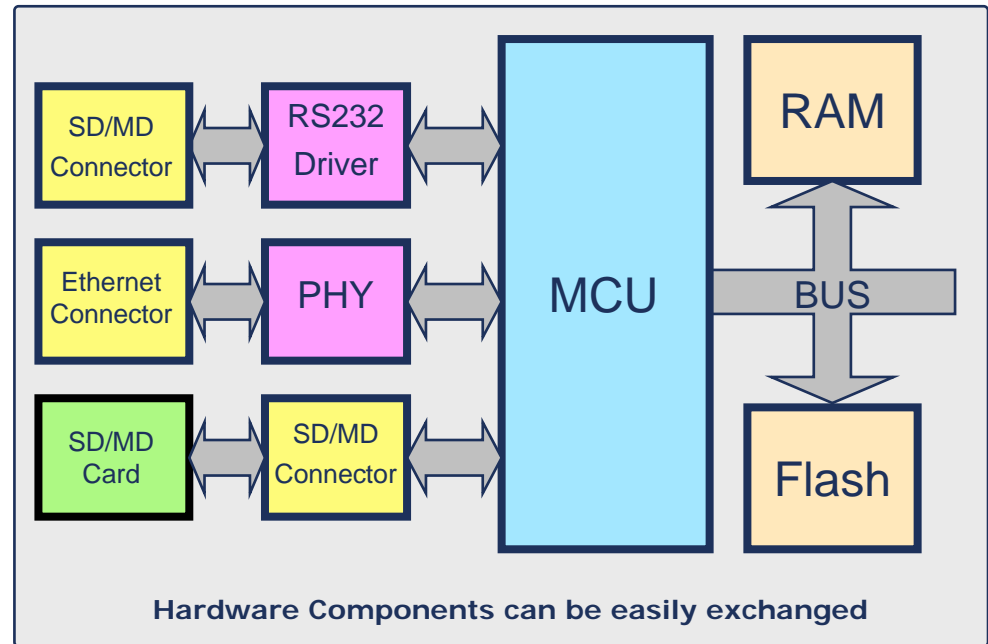 SD/MD
Connector
RS232
Driver
Ethernet
Connector
PHY
SD/MD
Card
SD/MD
Connector
MCU
RAM
BUS
Flash
Hardware Components can be easily exchanged